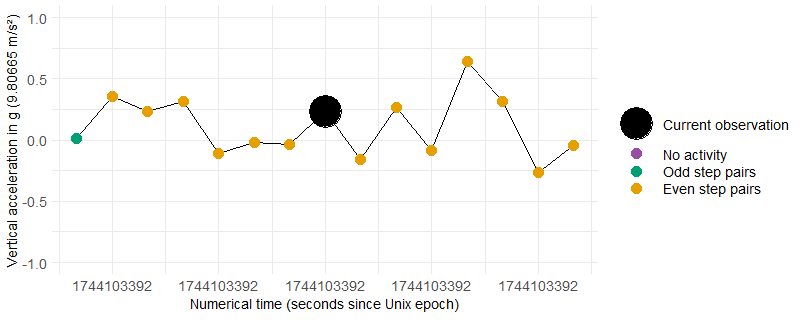 Vertical acceleration in g (9.80665 m/s²)
1.0
0.5
0.0
-0.5
-1.0
1744103392 1744103392 1744103392 1744103392 1744103392
Numerical time (seconds since Unix epoch)
Current observation
No activity
Odd step pairs
Even step pairs